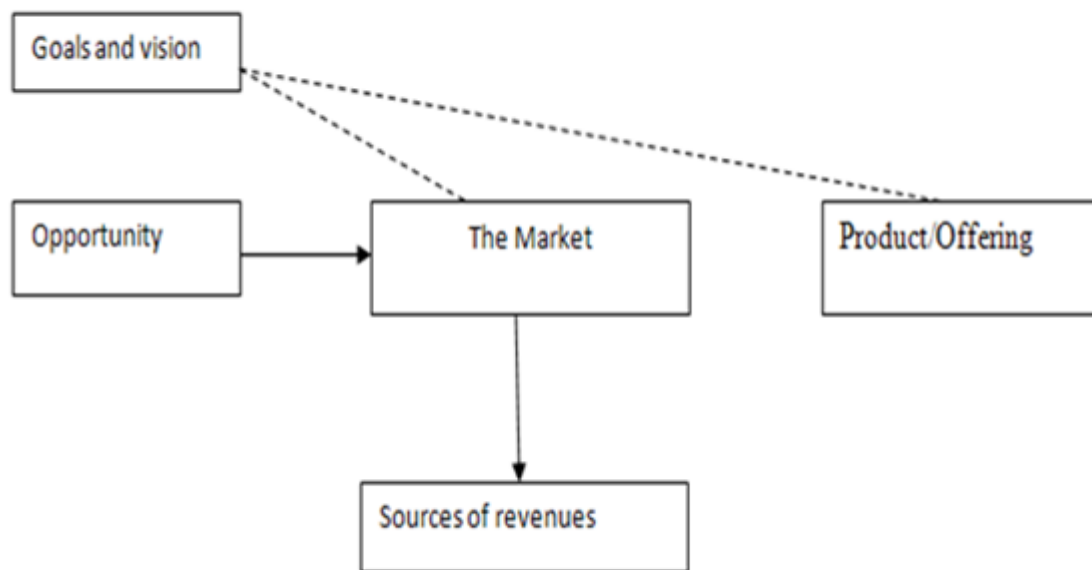 Goals and vision
Opportunity
The Market
Product/Offering
Sources of revenues